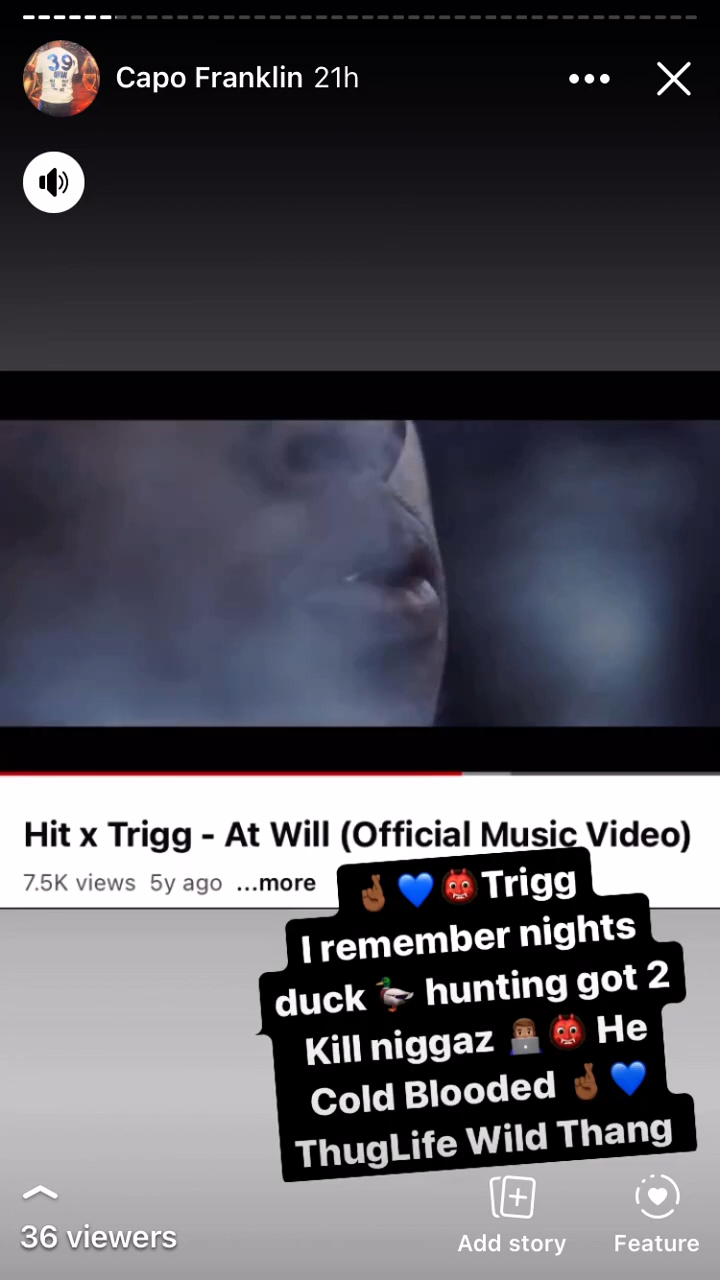 Capo Franklin 21h
39
Hit x Trigg - At Will (Official Music Video)
7.5K views 5y ago ...more
🤞🏾💙👹Trigg
I remember nights
duck 🦆 hunting got 2
Kill niggaz 👨🏽‍💻👹 He
Cold Blooded 🤞🏾💙
ThugLife Wild Thang
36 viewers
Add story
Feature